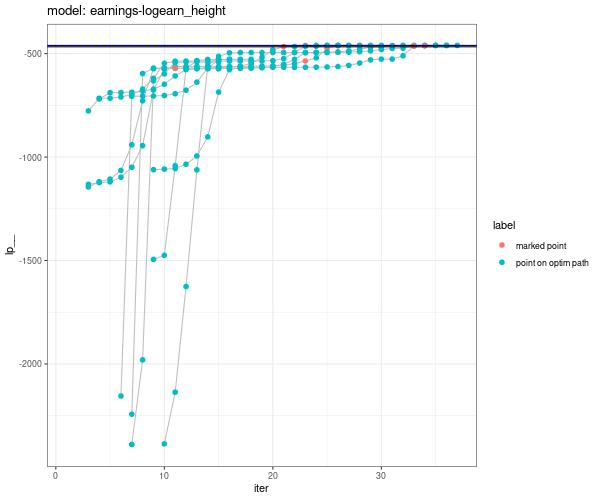 model: earnings-logearn_height
-500
-1000
-1500
-2000
lp__
0
10
20
30
iter
label
marked point
point on optim path